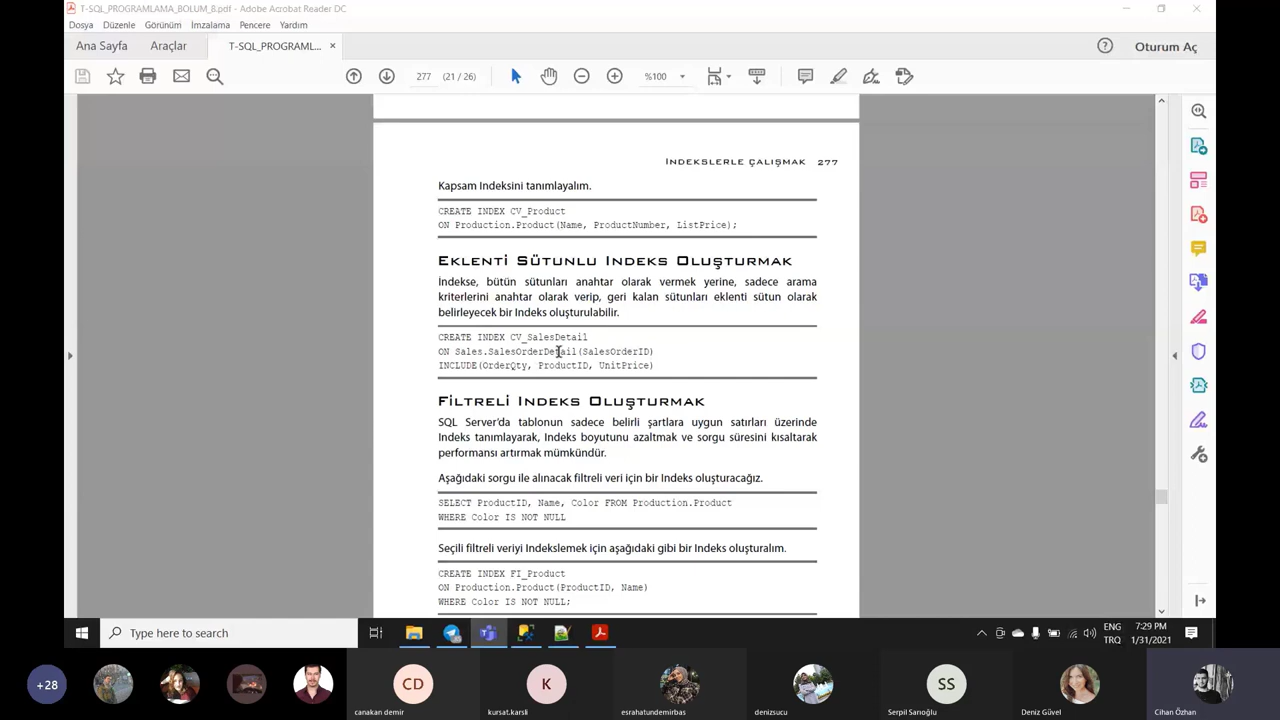 T-SQL_PROGRAMLAMA_BOLUM_8.pdf - Adobe Acrobat Reader DC
Dosya Düzenle Görünüm İmzalama Pencere Yardım
Ana Sayfa Araçlar T-SQL_PROGRAML... × Oturum Aç
277 (21 / 26) %100
İNDEKSLERLE ÇALIŞMAK 277
Kapsam Indeksini tanımlayalım.
CREATE INDEX CV_Product
ON Production.Product(Name, ProductNumber, ListPrice);
EKLENTİ SÜTUNLU INDEKS OLUŞTURMAK
İndekse, bütün sütunları anahtar olarak vermek yerine, sadece arama
kriterlerini anahtar olarak verip, geri kalan sütunları eklenti sütun olarak
belirleyecek bir Indeks oluşturulabilir.
CREATE INDEX CV_SalesDetail
ON Sales.SalesOrderDetail(SalesOrderID)
INCLUDE(OrderQty, ProductID, UnitPrice)
FİLTRELİ INDEKS OLUŞTURMAK
SQL Server'da tablonun sadece belirli şartlara uygun satırları üzerinde
Indeks tanımlayarak, Indeks boyutunu azaltmak ve sorgu süresini kısaltarak
performansı artırmak mümkündür.
Aşağıdaki sorgu ile alınacak filtreli veri için bir Indeks oluşturacağız.
SELECT ProductID, Name, Color FROM Production.Product
WHERE Color IS NOT NULL
Seçili filtreli veriyi Indekslemek için aşağıdaki gibi bir Indeks oluşturalım.
CREATE INDEX FI_Product
ON Production.Product(ProductID, Name)
WHERE Color IS NOT NULL;
Type here to search
ENG 7:29 PM
TRQ 1/31/2021
+28 CD K SS
canakan demir kursat.karsli esrahatundemirbas denizsucu Serpil Sarıoğlu Deniz Güvel Cihan Özhan